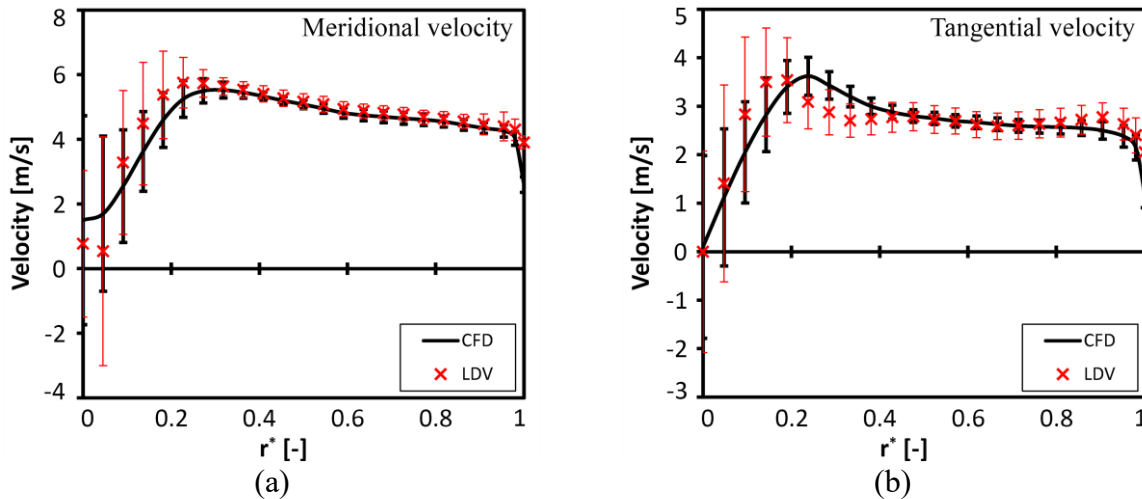 Meridional velocity
Velocity [m/s]
8
6
4
2
0
-2
-4
0 0.2 0.4 0.6 0.8 1
r* [-]
CFD
LDV
(a)
Tangential velocity
Velocity [m/s]
5
4
3
2
1
0
-1
-2
-3
0 0.2 0.4 0.6 0.8 1
r* [-]
CFD
LDV
(b)